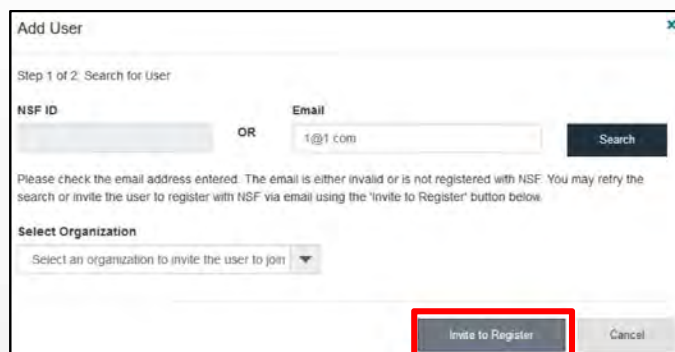 Add User
x
Step 1 of 2: Search for User
NSF ID
Email
OR
1@1 com
Search
Please check the email address entered. The email is either invalid or is not registered with NSF. You may retry the
search or invite the user to register with NSF via email using the 'Invite to Register' button below.
Select Organization
Select an organization to invite the user to join
Invite to Register
Cancel